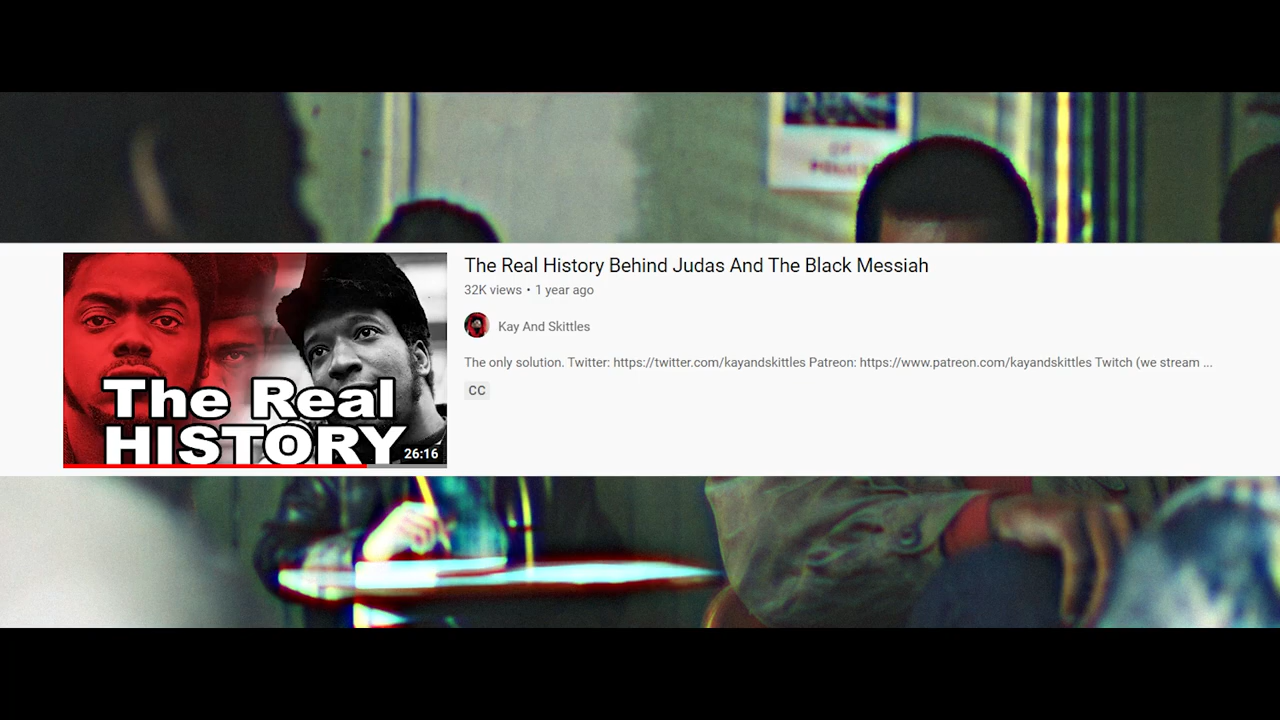 The Real
HISTORY
26:16
The Real History Behind Judas And The Black Messiah
32K views • 1 year ago
Kay And Skittles
The only solution. Twitter: https://twitter.com/kayandskittles Patreon: https://www.patreon.com/kayandskittles Twitch (we stream ...
CC